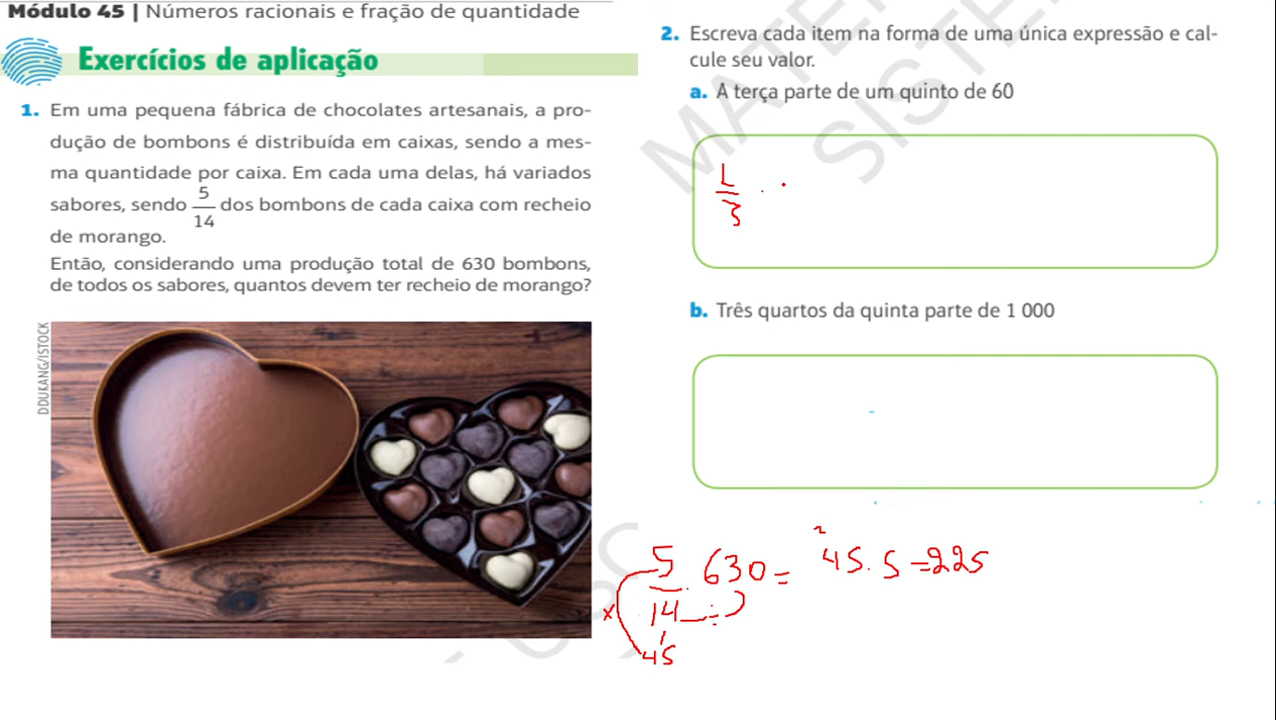 Módulo 45 | Números racionais e fração de quantidade
Exercícios de aplicação
1. Em uma pequena fábrica de chocolates artesanais, a pro-
dução de bombons é distribuída em caixas, sendo a mes-
ma quantidade por caixa. Em cada uma delas, há variados
sabores, sendo 5/14 dos bombons de cada caixa com recheio
de morango.
Então, considerando uma produção total de 630 bombons,
de todos os sabores, quantos devem ter recheio de morango?
DDUKANG/ISTOCK
2. Escreva cada item na forma de uma única expressão e cal-
cule seu valor.
a. A terça parte de um quinto de 60
1/3 ·
b. Três quartos da quinta parte de 1 000
5/14 . 630 = 45 . 5 = 225
2
x
÷
45
MATER
SISTE